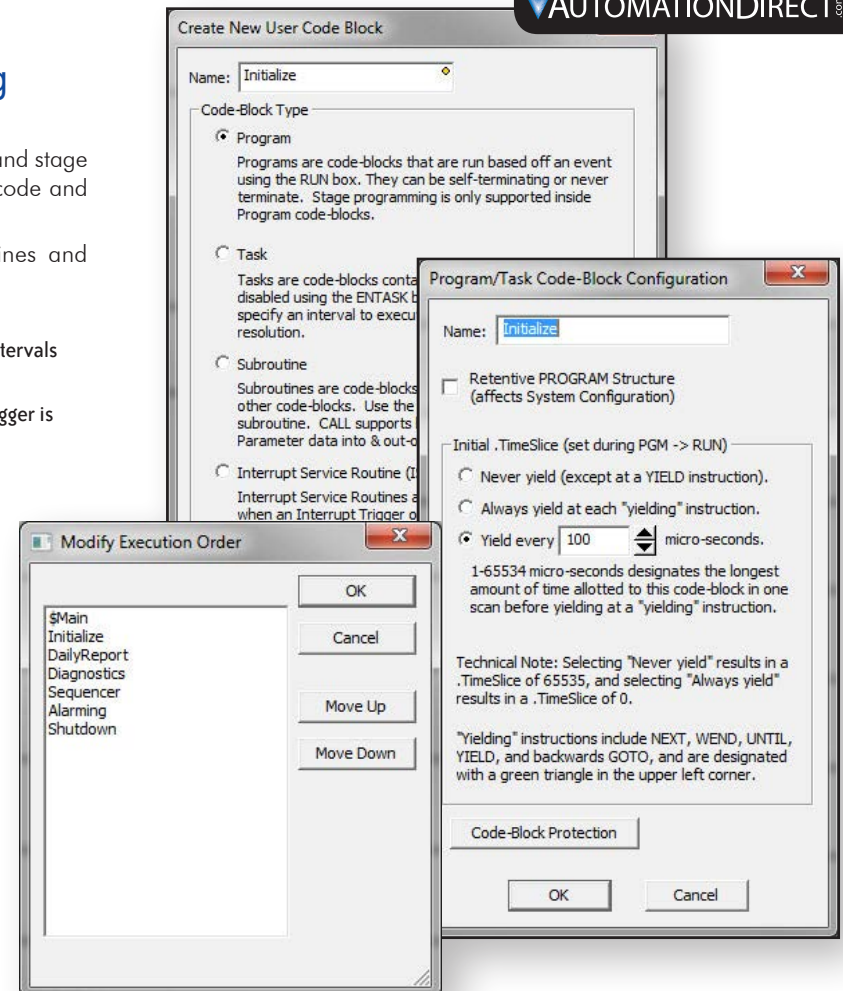 AUTOMATIONDIRECT
and stage
code and
and
Create New User Code Block
Name: Initialize
Code-Block Type
Program
Programs are code-blocks that are run based off an event
using the RUN box. They can be self-terminating or never
terminate. Stage programming is only supported inside
Program code-blocks.
Task
Tasks are code-blocks
disabled using the ENTASK
specify an interval to
resolution.
Subroutine
Subroutines are code-blocks
other code-blocks. Use the
subroutine. CALL supports
Parameter data into & out-o
Interrupt Service Routine
Interrupt Service Routines
when an Interrupt Trigger
Program/Task Code-Block Configuration
Name: Initialize
Retentive PROGRAM Structure
(affects System Configuration)
Initial .TimeSlice (set during PGM -> RUN)
Never yield (except at a YIELD instruction).
Always yield at each "yielding" instruction.
Yield every 100 micro-seconds.
1-65534 micro-seconds designates the longest
amount of time allotted to this code-block in one
scan before yielding at a "yielding" instruction.
Technical Note: Selecting "Never yield" results in a
.TimeSlice of 65535, and selecting "Always yield"
results in a .TimeSlice of 0.
"Yielding" instructions include NEXT, WEND, UNTIL,
YIELD, and backwards GOTO, and are designated
with a green triangle in the upper left corner.
Code-Block Protection
OK Cancel
Modify Execution Order
$Main
Initialize
DailyReport
Diagnostics
Sequencer
Alarming
Shutdown
OK
Cancel
Move Up
Move Down